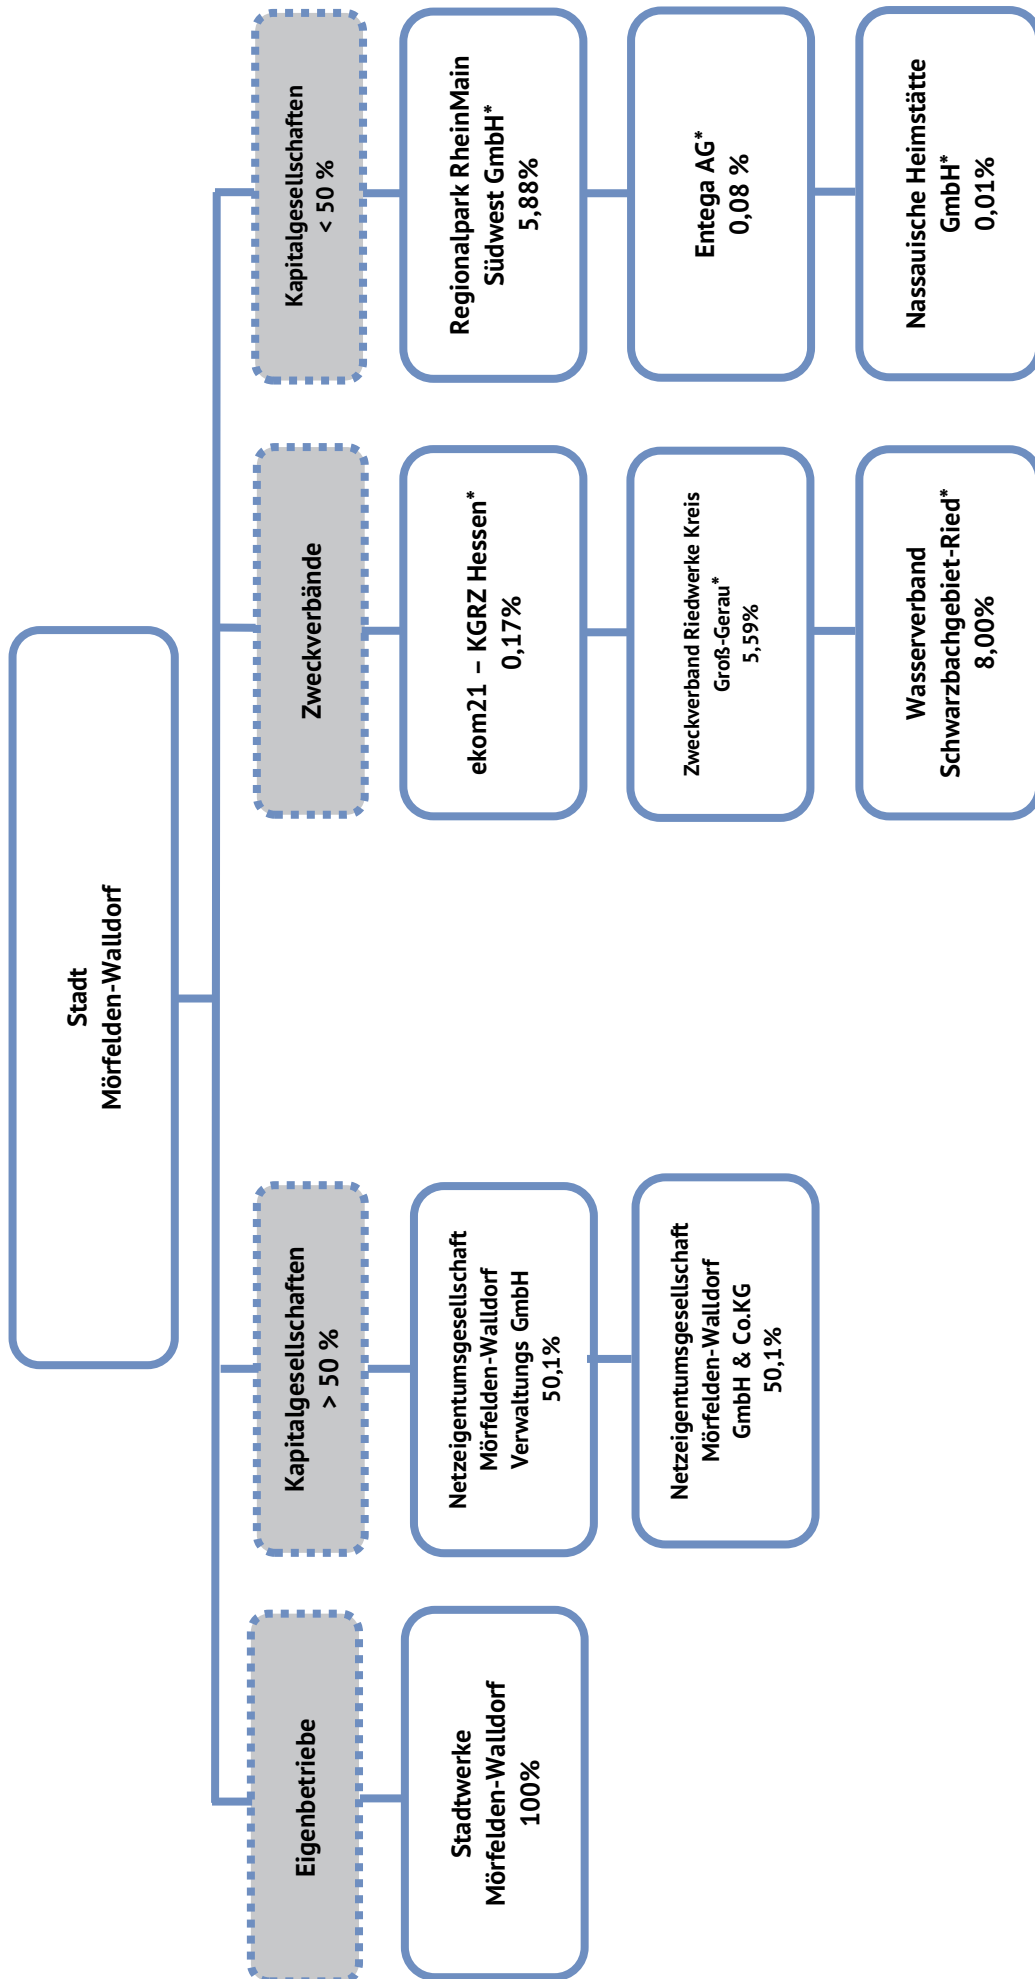 Stadt
Mörfelden-Walldorf
Eigenbetriebe
Stadtwerke
Mörfelden-Walldorf
100%
Kapitalgesellschaften
> 50 %
Netzeigentumsgesellschaft
Mörfelden-Walldorf
Verwaltungs GmbH
50,1%
Netzeigentumsgesellschaft
Mörfelden-Walldorf
GmbH & Co.KG
50,1%
Zweckverbände
ekom21 – KGRZ Hessen*
0,17%
Zweckverband Riedwerke Kreis
Groß-Gerau*
5,59%
Wasserverband
Schwarzbachgebiet-Ried*
8,00%
Kapitalgesellschaften
< 50 %
Regionalpark RheinMain
Südwest GmbH*
5,88%
Entega AG*
0,08 %
Nassauische Heimstätte
GmbH*
0,01%